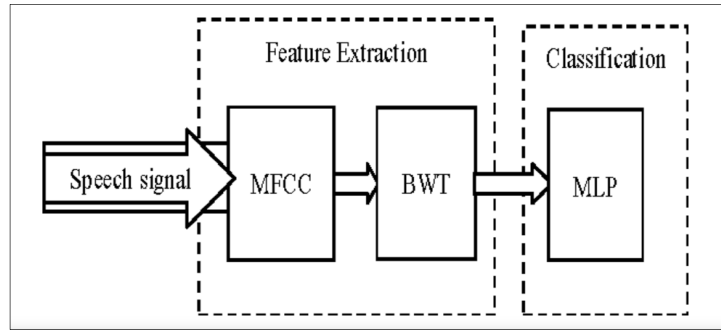 Feature Extraction
Classification
Speech signal
MFCC
BWT
MLP